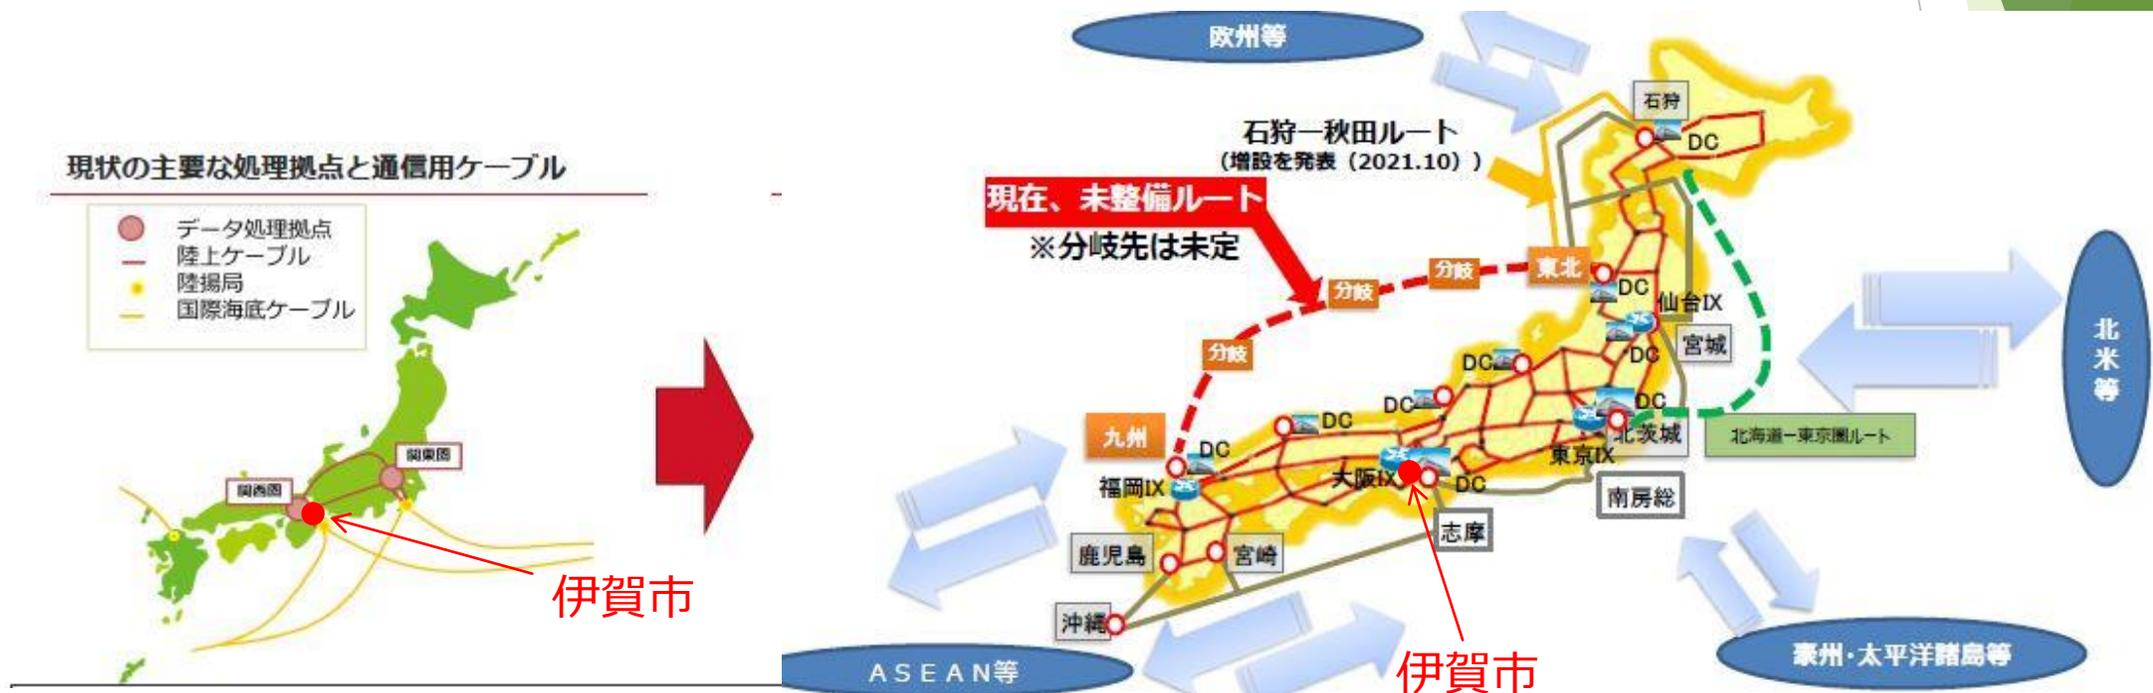 現状の主要な処理拠点と通信用ケーブル
データ処理拠点
陸上ケーブル
陸揚局
国際海底ケーブル
関東圏
関西圏
伊賀市
欧州等
石狩
DC
石狩ー秋田ルート
(増設を発表（2021.10）)
現在、未整備ルート
※分岐先は未定
分岐
分岐
分岐
東北
DC
仙台IX
宮城
DC
DC
DC
DC
DC
北茨城
東京IX
北海道ー東京圏ルート
北米等
九州
DC
福岡IX
大阪IX
DC
南房総
志摩
鹿児島
宮崎
沖縄
伊賀市
ASEAN等
豪州・太平洋諸島等